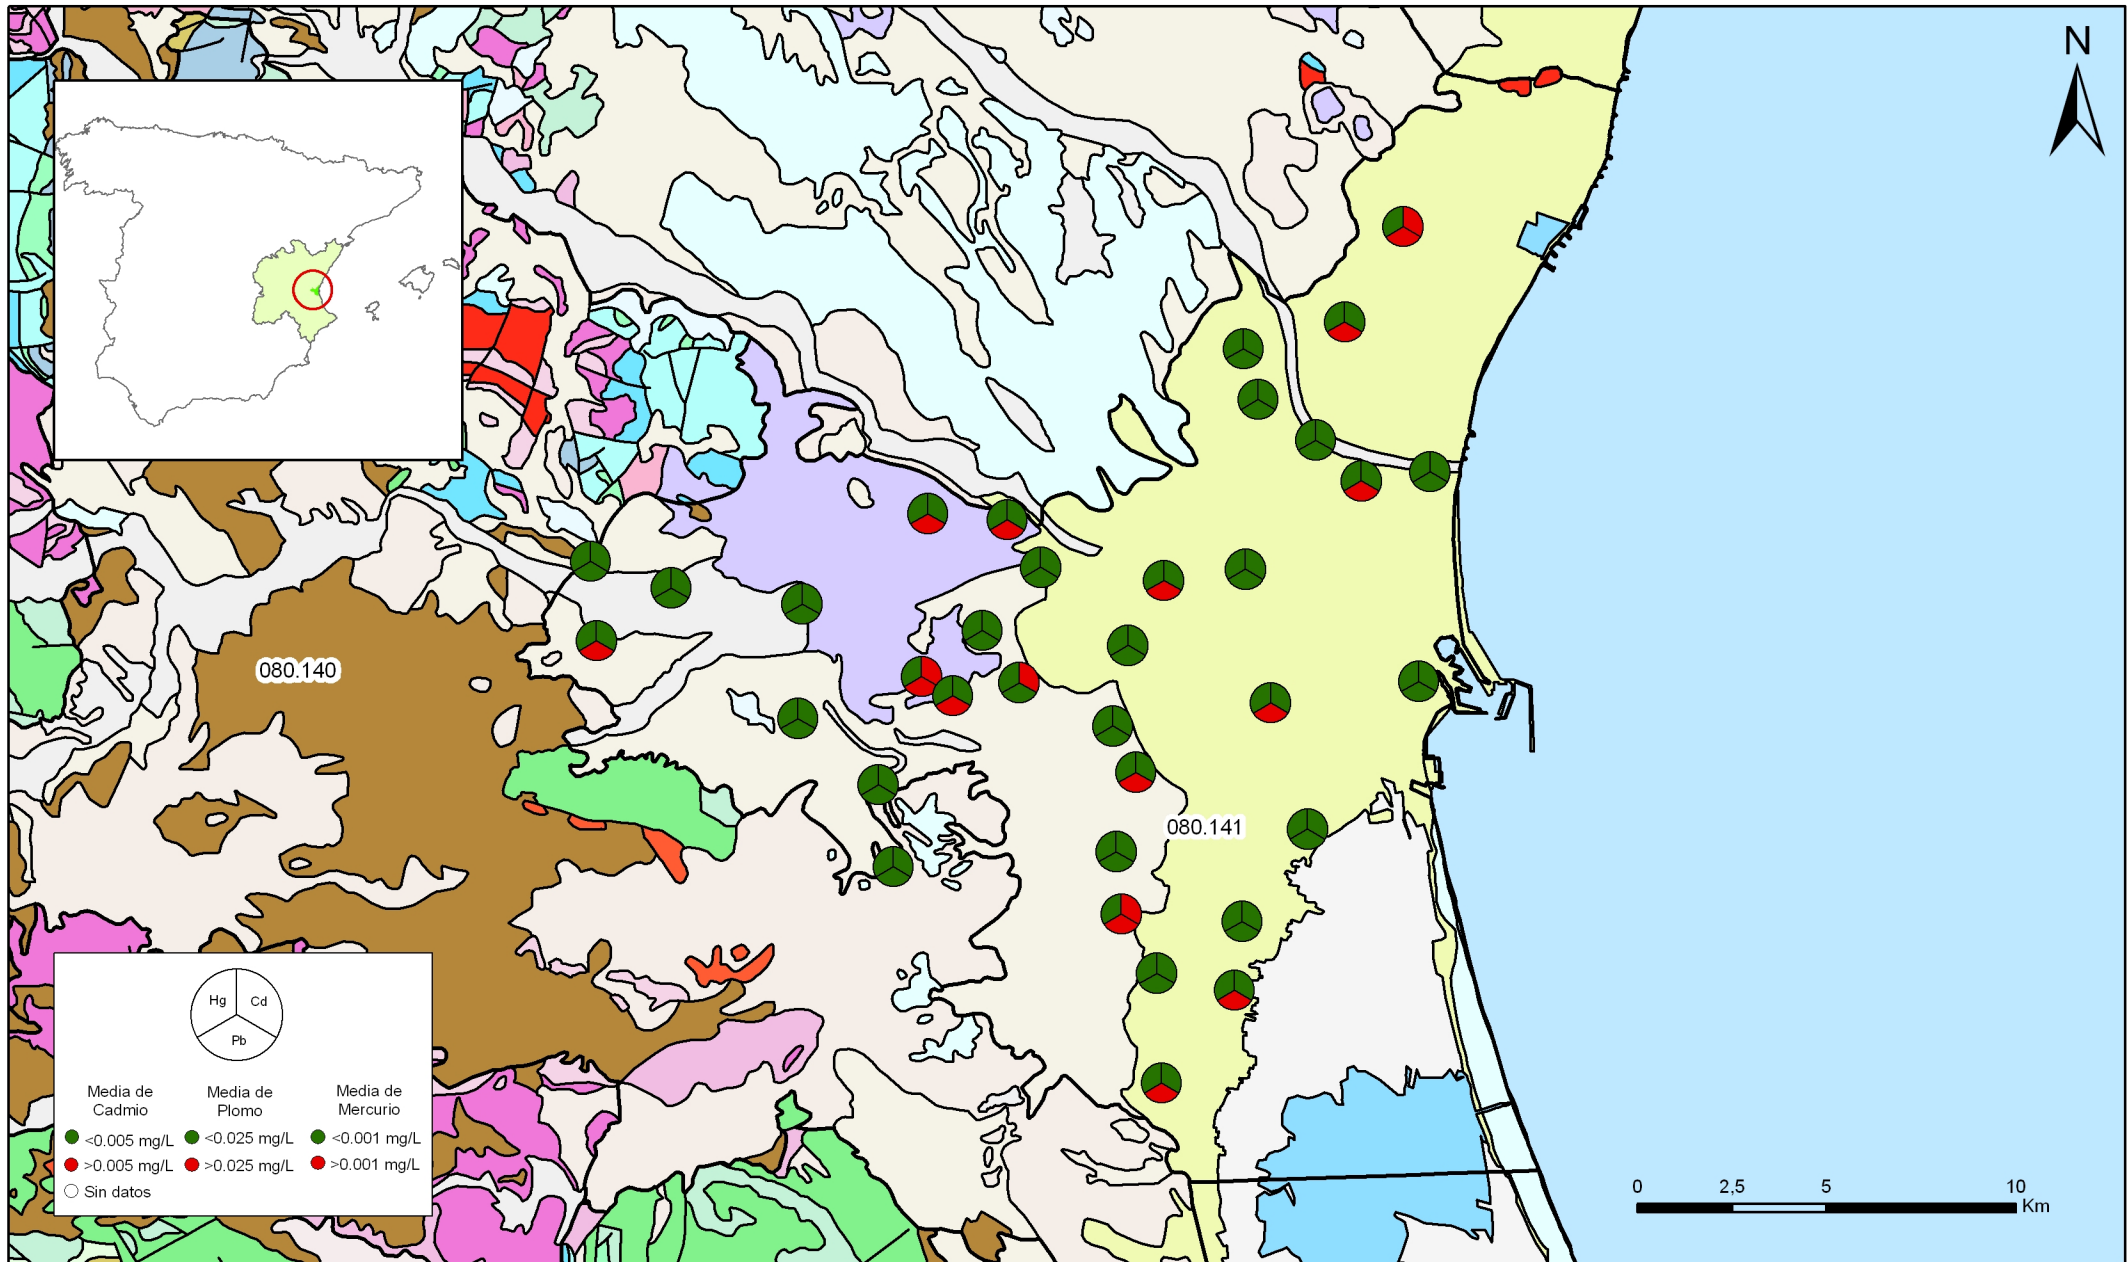 N
080.140
080.141
Hg
Cd
Pb
Media de
Cadmio
Media de
Plomo
Media de
Mercurio
<0.005 mg/L
<0.025 mg/L
<0.001 mg/L
>0.005 mg/L
>0.025 mg/L
>0.001 mg/L
Sin datos
0 2,5 5 10
Km